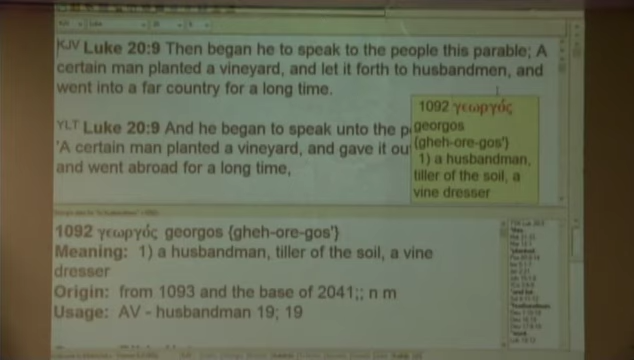 KJV Luke 20:9 Then began he to speak to the people this parable; A
certain man planted a vineyard, and let it forth to husbandmen, and
went into a far country for a long time.
YLT Luke 20:9 And he began to speak unto the p
'A certain man planted a vineyard, and gave it ou
and went abroad for a long time,
1092 γεωργός
georgos
{gheh-ore-gos'}
1) a husbandman,
tiller of the soil, a
vine dresser
1092 γεωργός georgos {gheh-ore-gos'}
Meaning: 1) a husbandman, tiller of the soil, a vine
dresser
Origin: from 1093 and the base of 2041;; n m
Usage: AV - husbandman 19; 19